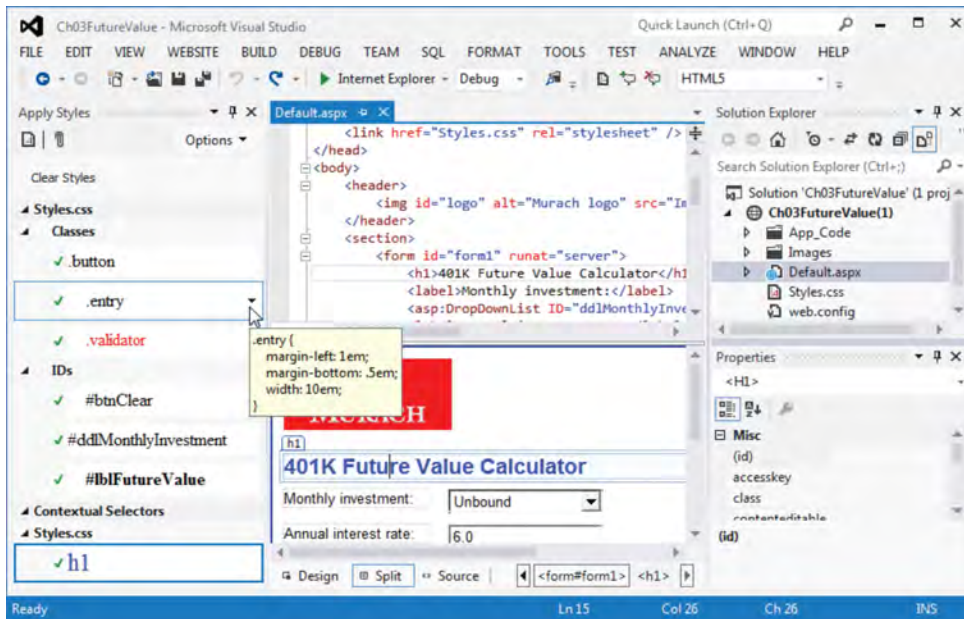 Ch03FutureValue - Microsoft Visual Studio
Quick Launch (Ctrl+Q)
FILE EDIT VIEW WEBSITE BUILD DEBUG TEAM SQL FORMAT TOOLS TEST ANALYZE WINDOW HELP
Internet Explorer Debug HTML5
Apply Styles
Options
Clear Styles
Styles.css
Classes
.button
.entry
.validator
IDs
#btnClear
#ddlMonthlyInvestment
#lblFutureValue
Contextual Selectors
Styles.css
h1
Default.aspx
<link href="Styles.css" rel="stylesheet" />
</head>
<body>
<header>
<img id="logo" alt="Murach logo" src="Im
</header>
<section>
<form id="form1" runat="server">
<h1>401K Future Value Calculator</h1
<label>Monthly investment:</label>
<asp:DropDownList ID="ddlMonthlyInve
.entry {
margin-left: 1em;
margin-bottom: .5em;
width: 10em;
}
MURACH
h1
401K Future Value Calculator
Monthly investment: Unbound
Annual interest rate: 6.0
Design Split Source <form#form1> <h1>
Solution Explorer
Search Solution Explorer (Ctrl+;)
Solution 'Ch03FutureValue' (1 proj
Ch03FutureValue(1)
App_Code
Images
Default.aspx
Styles.css
web.config
Properties
<H1>
Misc
(id)
accesskey
class
contenteditable
(id)
Ready Ln 15 Col 26 Ch 26 INS